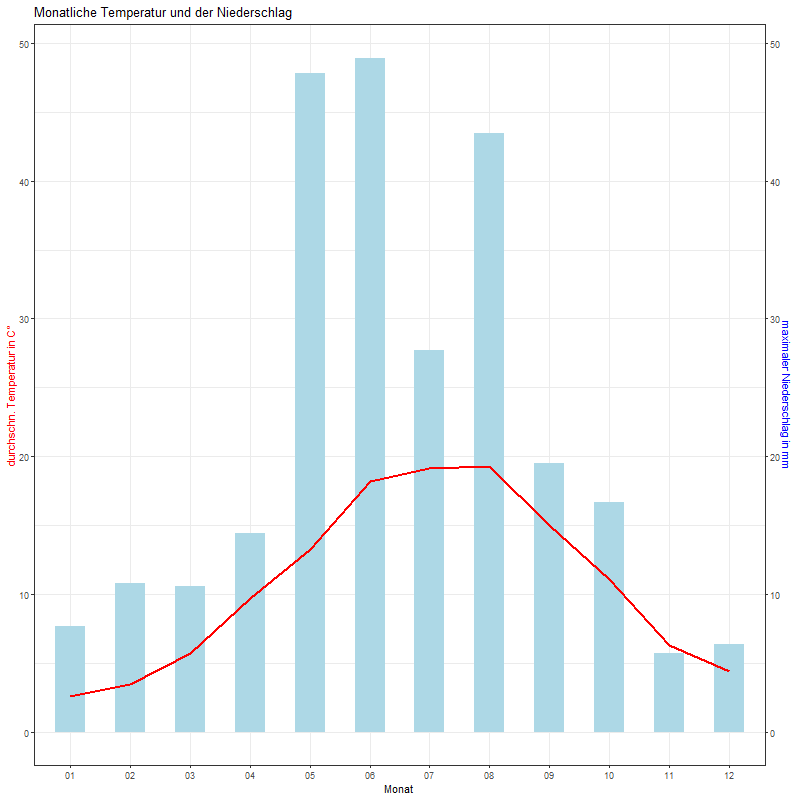 Monatliche Temperatur und der Niederschlag
50
40
30
20
10
0
durchschn. Temperatur in C°
50
40
30
20
10
0
maximaler Niederschlag in mm
01 02 03 04 05 06 07 08 09 10 11 12
Monat